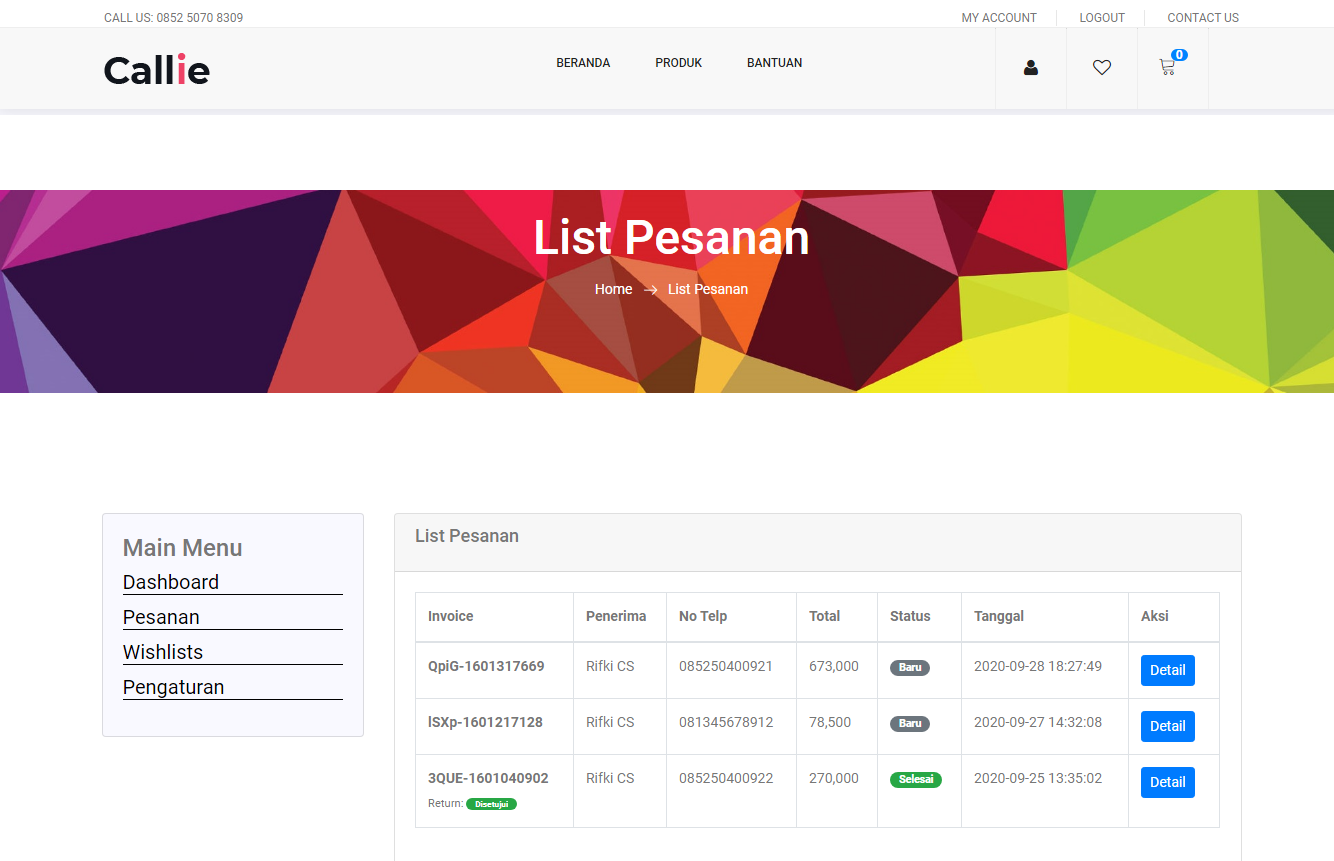 CALL US: 0852 5070 8309 MY ACCOUNT LOGOUT CONTACT US
Callie BERANDA PRODUK BANTUAN 0
List Pesanan
Home → List Pesanan
Main Menu
Dashboard
Pesanan
Wishlists
Pengaturan
List Pesanan
Invoice Penerima No Telp Total Status Tanggal Aksi
QpiG-1601317669 Rifki CS 085250400921 673,000 Baru 2020-09-28 18:27:49 Detail
lSXp-1601217128 Rifki CS 081345678912 78,500 Baru 2020-09-27 14:32:08 Detail
3QUE-1601040902 Rifki CS 085250400922 270,000 Selesai 2020-09-25 13:35:02 Detail
Return: Disetujui